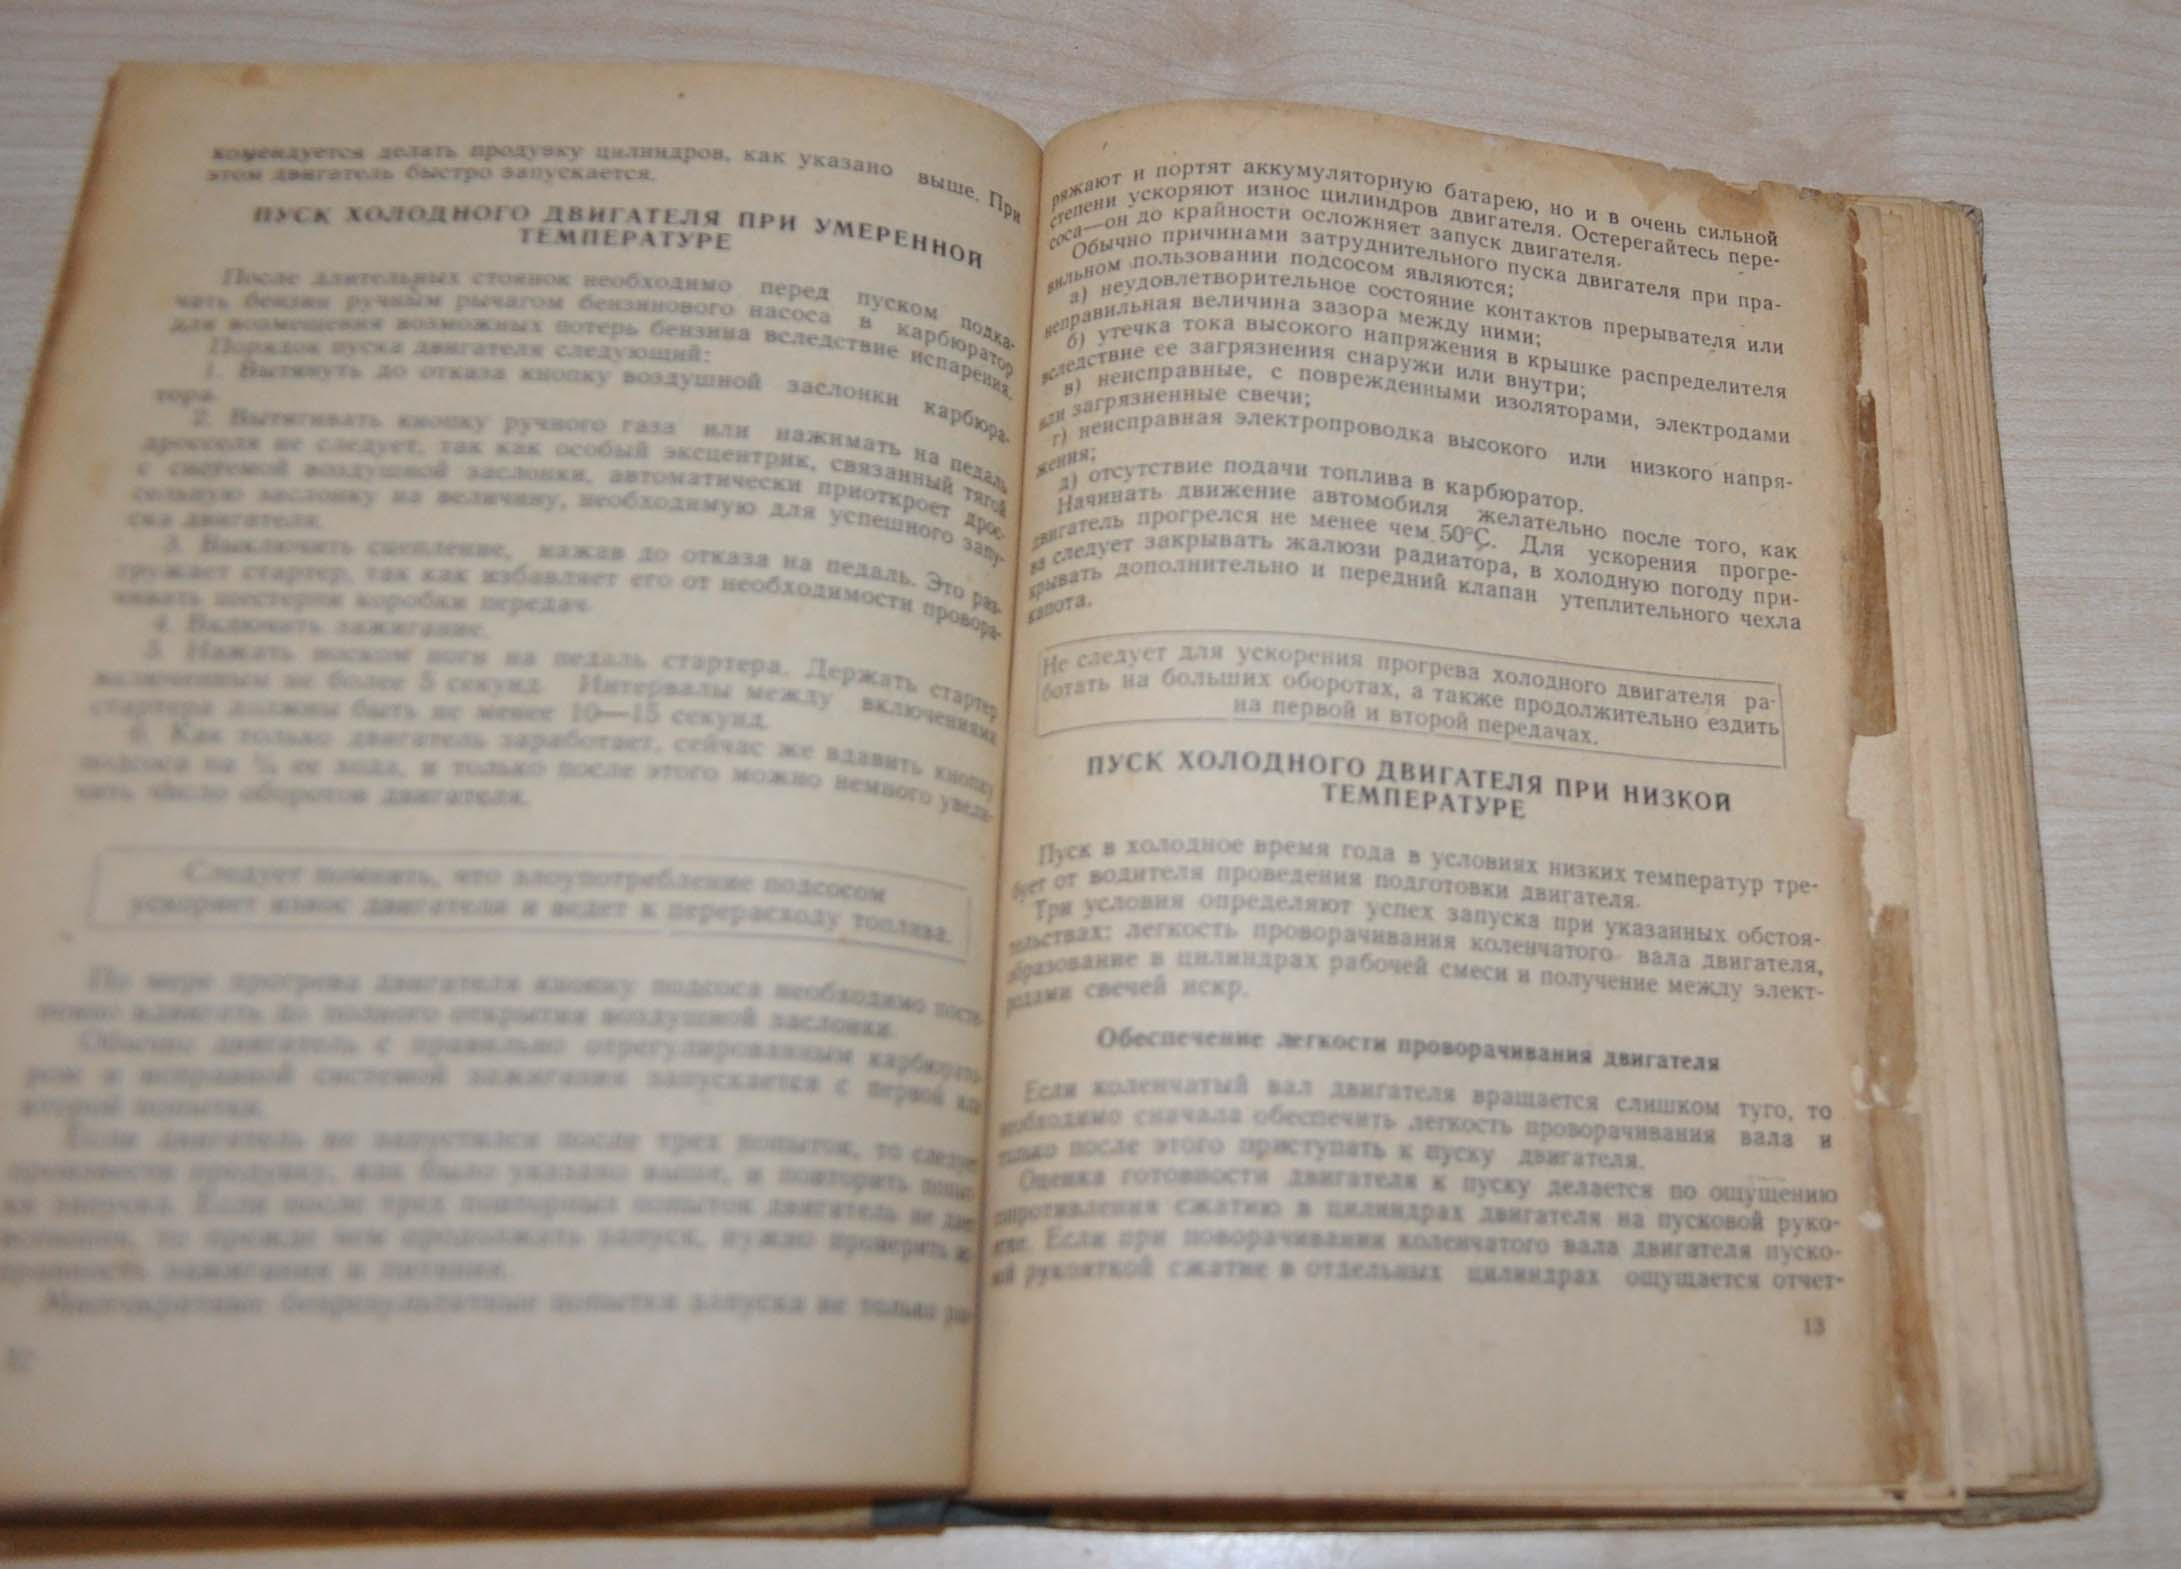 комендуется делать продувку цилиндров, как указано выше. При
этом двигатель быстро запускается.
ПУСК ХОЛОДНОГО ДВИГАТЕЛЯ ПРИ УМЕРЕННОЙ
ТЕМПЕРАТУРЕ
После длительных стоянок необходимо перед пуском подка-
чать бензин ручным рычагом бензинового насоса в карбюратор
для возмещения возможных потерь бензина вследствие испарения.
Порядок пуска двигателя следующий:
1. Вытянуть до отказа кнопку воздушной заслонки карбюра-
тора.
2. Вытягивать кнопку ручного газа или нажимать на педаль
дросселя не следует, так как особый эксцентрик, связанный тягой
с системой воздушной заслонки, автоматически приоткроет дрос-
сельную заслонку на величину, необходимую для успешного запу-
ска двигателя.
3. Выключить сцепление, нажав до отказа на педаль. Это раз-
гружает стартер, так как избавляет его от необходимости провора-
чивать шестерни коробки передач.
4. Включить зажигание.
5. Нажать носком ноги на педаль стартера. Держать стартер
включенным не более 5 секунд. Интервалы между включениями
стартера должны быть не менее 10—15 секунд.
6. Как только двигатель заработает, сейчас же вдавить кнопку
подсоса на ее хода, и только после этого можно немного увели-
чить число оборотов двигателя.
Следует помнить, что злоупотребление подсосом
ускоряет износ двигателя и ведет к перерасходу топлива.
По мере прогрева двигателя кнопку подсоса необходимо посте-
пенно вдвигать до полного открытия воздушной заслонки.
Обычно двигатель с правильно отрегулированным карбюрато-
ром и исправной системой зажигания запускается с первой или
второй попытки.
Если двигатель не запустился после трех попыток, то следует
произвести продувку, как было указано выше, и повторить попыт-
ки запуска. Если после трех повторных попыток двигатель не дает
вспышки, то прежде чем продолжать запуск, нужно проверить ис-
правность зажигания и питания.
Многократные безрезультатные попытки запуска не только раз-
12
ряжают и портят аккумуляторную батарею, но и в очень сильной
степени ускоряют износ цилиндров двигателя. Остерегайтесь пере-
соса—он до крайности осложняет запуск двигателя.
Обычно причинами затруднительного пуска двигателя при пра-
вильном пользовании подсосом являются;
а) неудовлетворительное состояние контактов прерывателя или
неправильная величина зазора между ними;
б) утечка тока высокого напряжения в крышке распределителя
вследствие ее загрязнения снаружи или внутри;
в) неисправные, с поврежденными изоляторами, электродами
или загрязненные свечи;
г) неисправная электропроводка высокого или низкого напря-
жения;
д) отсутствие подачи топлива в карбюратор.
Начинать движение автомобиля желательно после того, как
двигатель прогрелся не менее чем 50°С. Для ускорения прогре-
ва следует закрывать жалюзи радиатора, в холодную погоду при-
крывать дополнительно и передний клапан утеплительного чехла
капота.
Не следует для ускорения прогрева холодного двигателя ра-
ботать на больших оборотах, а также продолжительно ездить
на первой и второй передачах.
ПУСК ХОЛОДНОГО ДВИГАТЕЛЯ ПРИ НИЗКОЙ
ТЕМПЕРАТУРЕ
Пуск в холодное время года в условиях низких температур тре-
бует от водителя проведения подготовки двигателя.
Три условия определяют успех запуска при указанных обстоя-
тельствах: легкость проворачивания коленчатого вала двигателя,
образование в цилиндрах рабочей смеси и получение между элект-
родами свечей искр.
Обеспечение легкости проворачивания двигателя
Если коленчатый вал двигателя вращается слишком туго, то
необходимо сначала обеспечить легкость проворачивания вала и
только после этого приступать к пуску двигателя.
Оценка готовности двигателя к пуску делается по ощущению
сопротивления сжатию в цилиндрах двигателя на пусковой руко-
ятке. Если при поворачивании коленчатого вала двигателя пуско-
вой рукояткой сжатие в отдельных цилиндрах ощущается отчет-
13